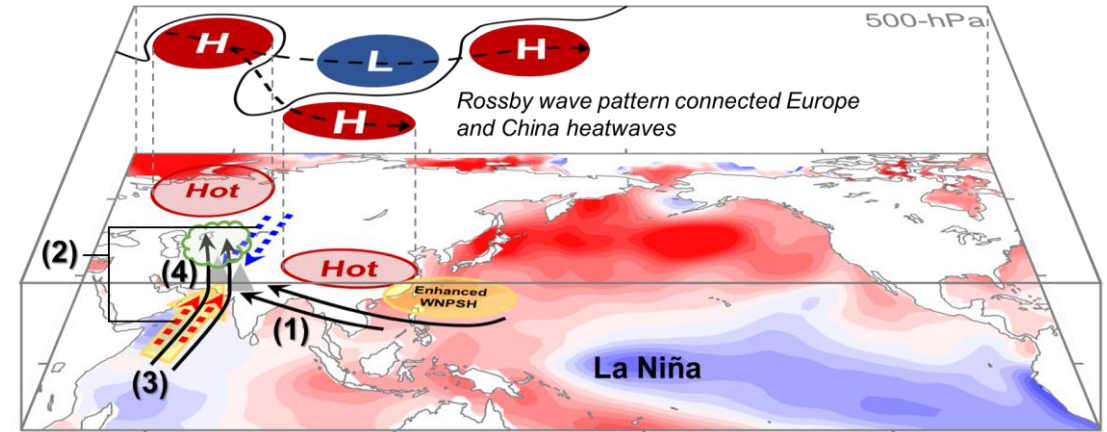 500-hPa
H
L
H
H
Rossby wave pattern connected Europe
and China heatwaves
Hot
(2)
(4)
Hot
Enhanced
WNPSH
(1)
(3)
La Niña